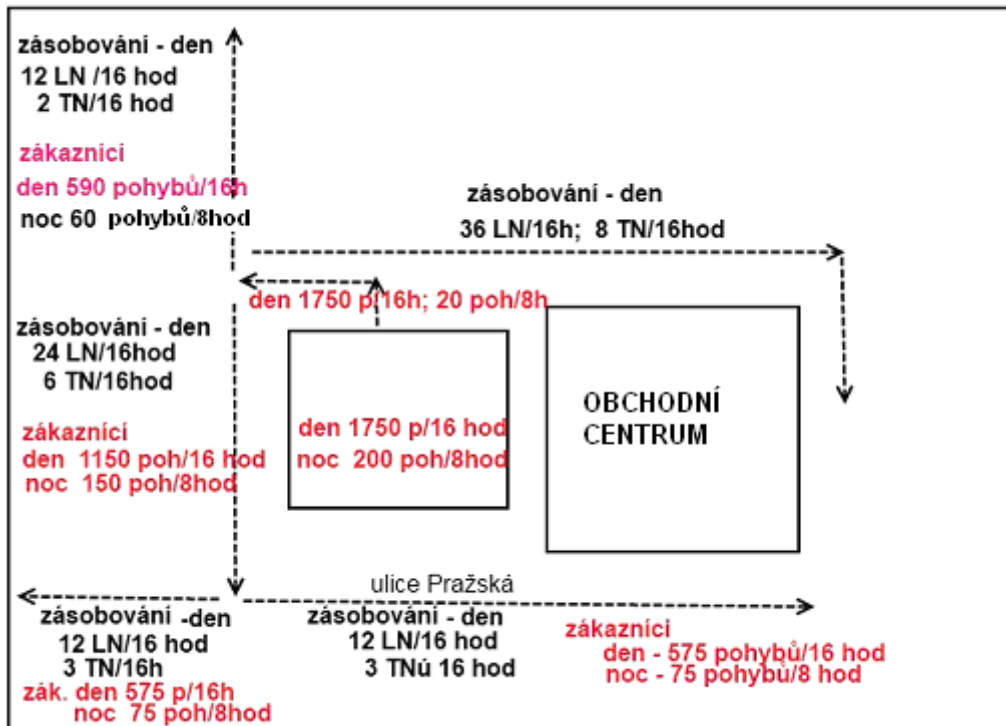 zásobování - den
12 LN /16 hod
2 TN/16 hod
zákazníci
den 590 pohybů/16h
noc 60 pohybů/8hod
zásobování - den
36 LN/16h; 8 TN/16hod
den 1750 p/16h; 20 poh/8h
zásobování - den
24 LN/16hod
6 TN/16hod
zákazníci
den 1150 poh/16 hod
noc 150 poh/8hod
den 1750 p/16 hod
noc 200 poh/8hod
OBCHODNÍ
CENTRUM
ulice Pražská
zásobování -den
12 LN/16 hod
3 TN/16h
zák. den 575 p/16h
noc 75 poh/8hod
zásobování - den
12 LN/16 hod
3 TNú 16 hod
zákazníci
den - 575 pohybů/16 hod
noc - 75 pohybů/8 hod